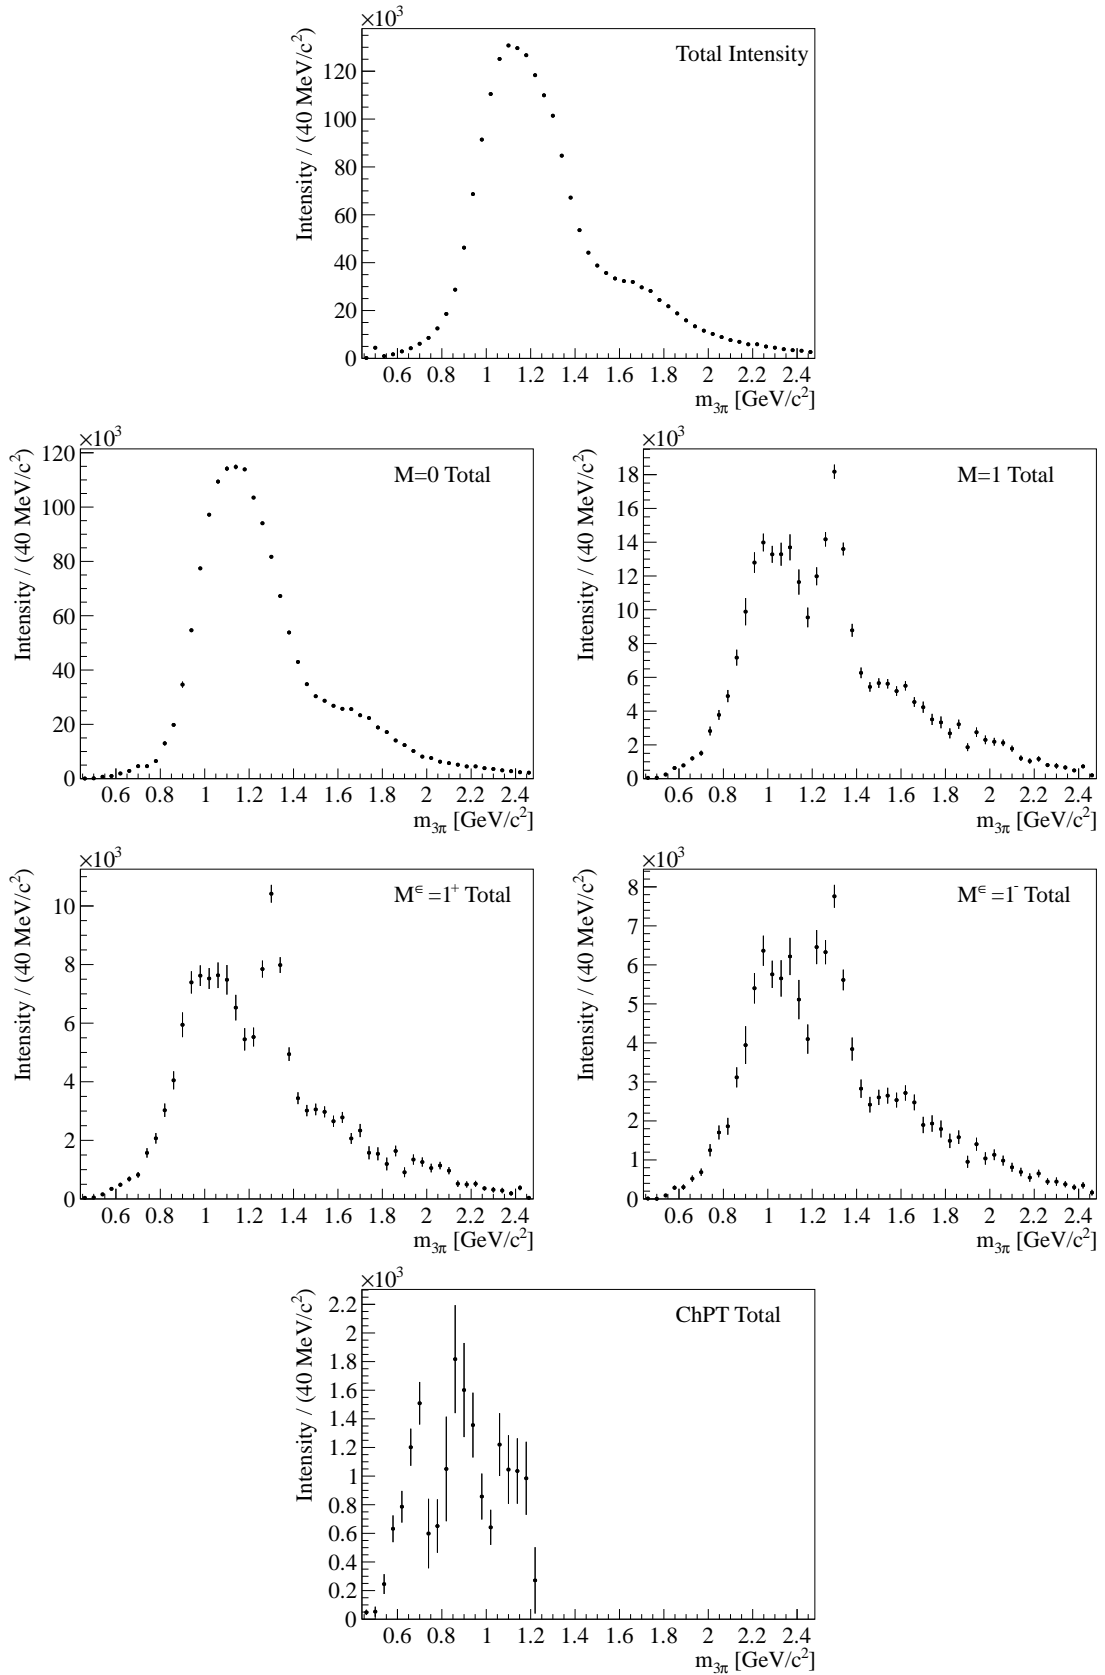 ×10³
Intensity / (40 MeV/c²)
Total Intensity
120
100
80
60
40
20
0
0.6 0.8 1 1.2 1.4 1.6 1.8 2 2.2 2.4
m₃π [GeV/c²]
×10³
Intensity / (40 MeV/c²)
M=0 Total
120
100
80
60
40
20
0
0.6 0.8 1 1.2 1.4 1.6 1.8 2 2.2 2.4
m₃π [GeV/c²]
×10³
Intensity / (40 MeV/c²)
M=1 Total
18
16
14
12
10
8
6
4
2
0
0.6 0.8 1 1.2 1.4 1.6 1.8 2 2.2 2.4
m₃π [GeV/c²]
×10³
Intensity / (40 MeV/c²)
M^∈ =1⁺ Total
10
8
6
4
2
0
0.6 0.8 1 1.2 1.4 1.6 1.8 2 2.2 2.4
m₃π [GeV/c²]
×10³
Intensity / (40 MeV/c²)
M^∈ =1⁻ Total
8
7
6
5
4
3
2
1
0
0.6 0.8 1 1.2 1.4 1.6 1.8 2 2.2 2.4
m₃π [GeV/c²]
×10³
Intensity / (40 MeV/c²)
ChPT Total
2.2
2
1.8
1.6
1.4
1.2
1
0.8
0.6
0.4
0.2
0
0.6 0.8 1 1.2 1.4 1.6 1.8 2 2.2 2.4
m₃π [GeV/c²]